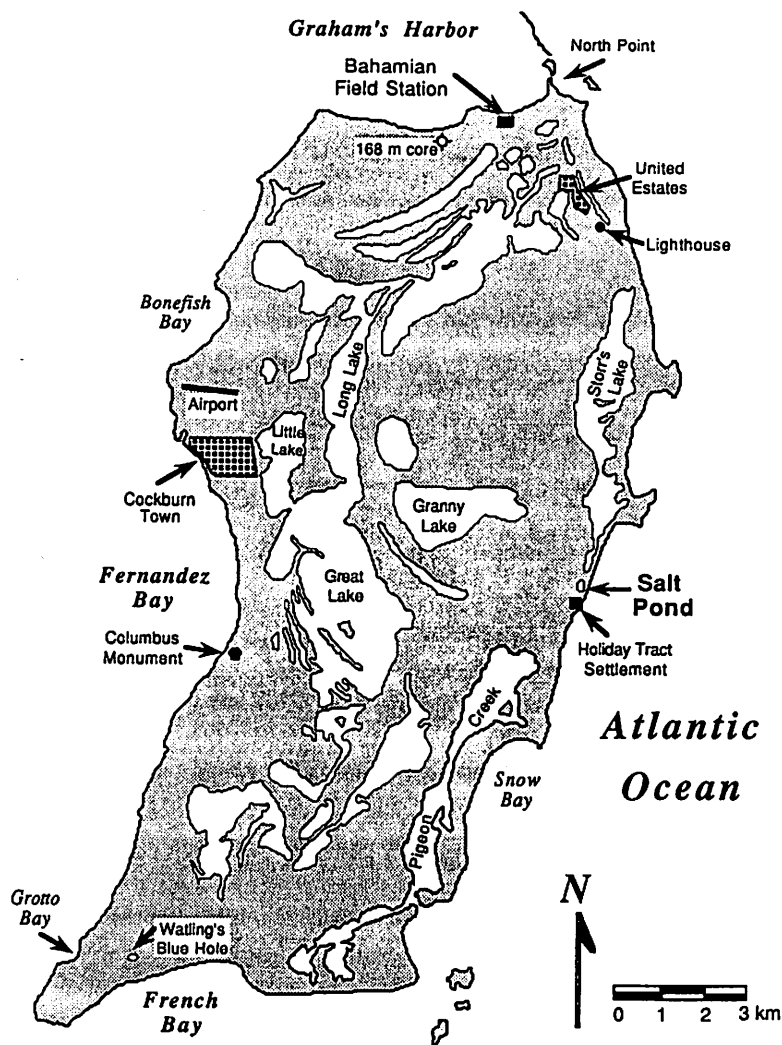 Graham's Harbor
North Point
Bahamian
Field Station
168 m core
United
Estates
Lighthouse
Bonefish
Bay
Long Lake
Storr's
Lake
Airport
Little
Lake
Cockburn
Town
Granny
Lake
Fernandez
Bay
Great
Lake
Salt
Pond
Columbus
Monument
Holiday Tract
Settlement
Creek
Atlantic
Ocean
Snow
Bay
Pigeon
Grotto
Bay
Watling's
Blue Hole
French
Bay
N
0 1 2 3 km